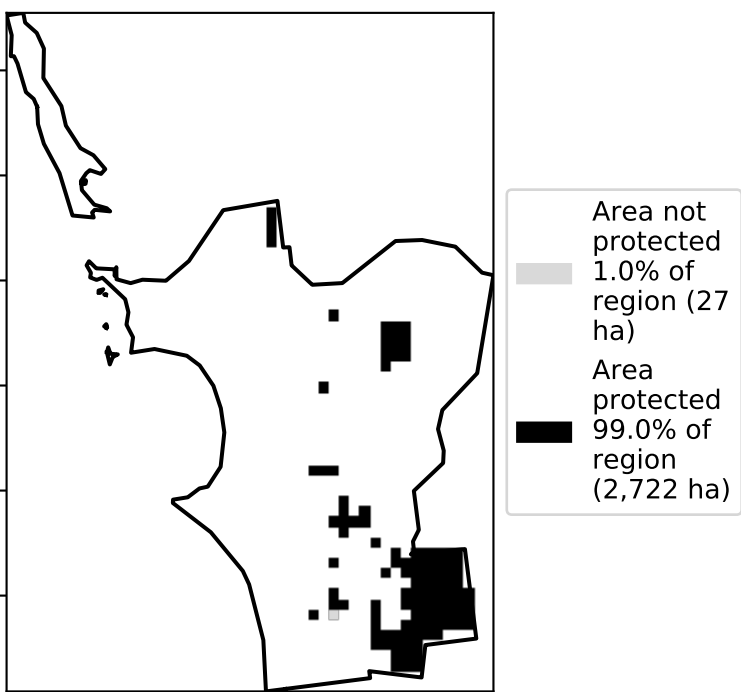 Area not
protected
1.0% of
region (27
ha)
Area
protected
99.0% of
region
(2,722 ha)